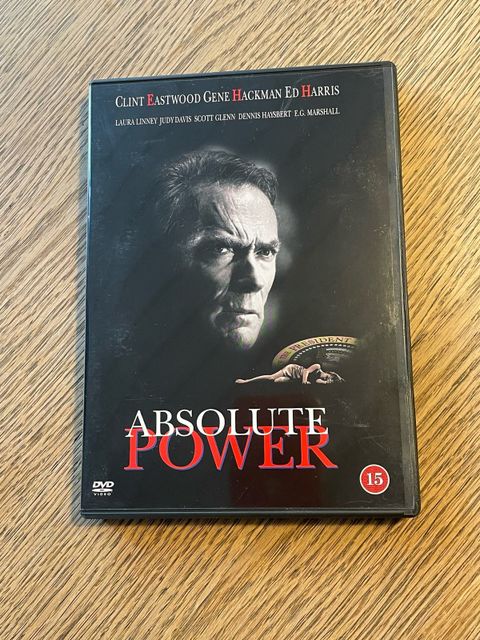 CLINT EASTWOOD GENE HACKMAN ED HARRIS
LAURA LINNEY JUDY DAVIS SCOTT GLENN DENNIS HAYSBERT E.G. MARSHALL
PRESIDENT
ABSOLUTE
POWER
DVD
VIDEO
15